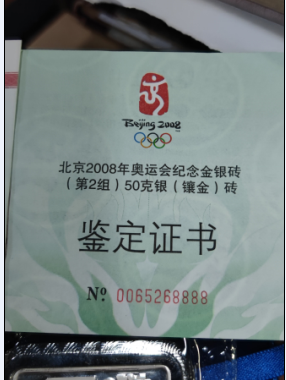 Beijing 2008
北京2008年奥运会纪念金银砖
（第2组）50克银（镶金）砖
鉴定证书
Nº 0065268888